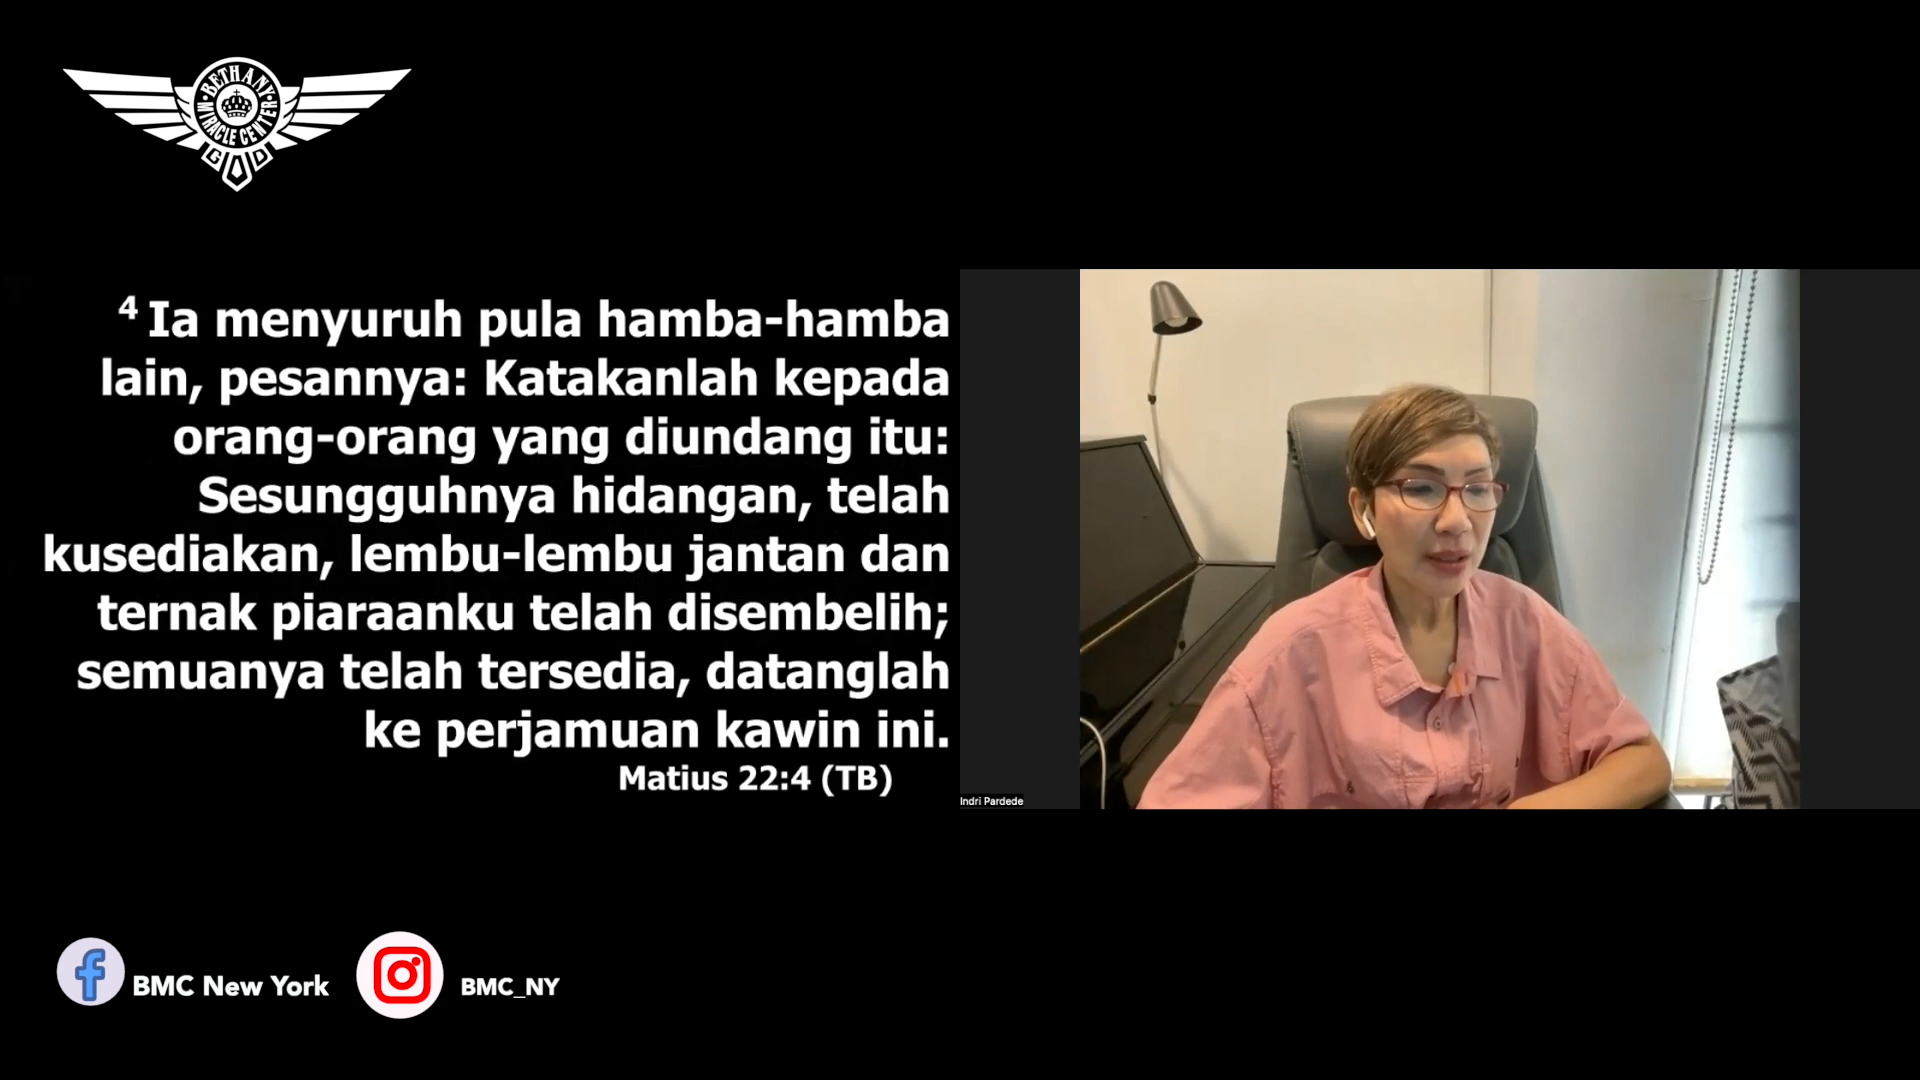 BETHANY
MIRACLE CENTER
4 Ia menyuruh pula hamba-hamba
lain, pesannya: Katakanlah kepada
orang-orang yang diundang itu:
Sesungguhnya hidangan, telah
kusediakan, lembu-lembu jantan dan
ternak piaraanku telah disembelih;
semuanya telah tersedia, datanglah
ke perjamuan kawin ini.
Matius 22:4 (TB)
Indri Pardede
BMC New York
BMC_NY